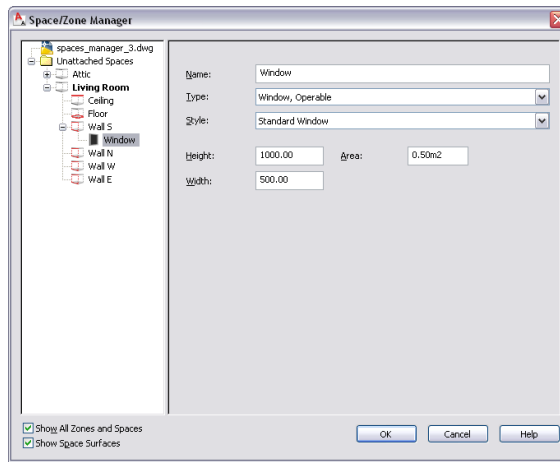 Space/Zone Manager
spaces_manager_3.dwg
Unattached Spaces
Attic
Living Room
Ceiling
Floor
Wall S
Window
Wall N
Wall W
Wall E
Name: Window
Type: Window, Operable
Style: Standard Window
Height: 1000.00 Area: 0.50m2
Width: 500.00
Show All Zones and Spaces
Show Space Surfaces
OK Cancel Help